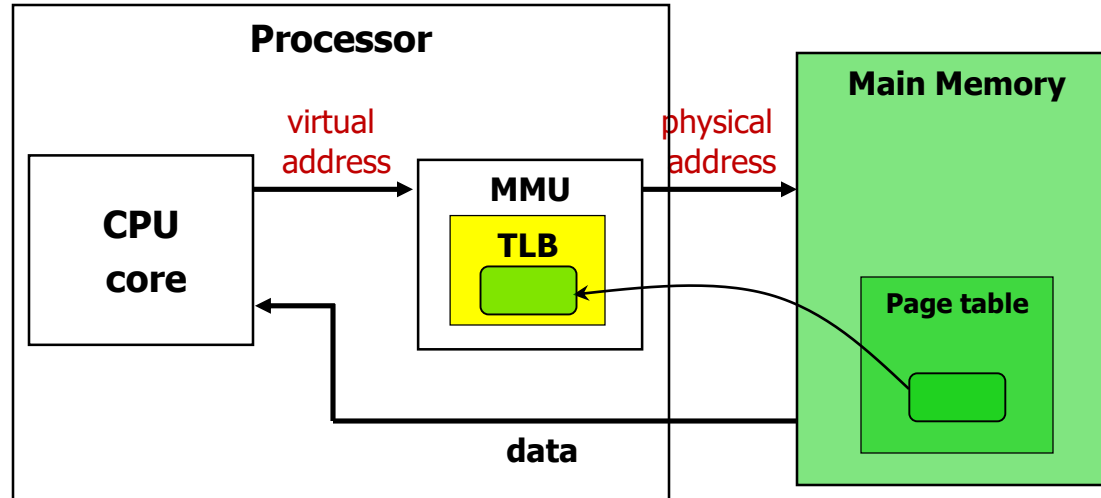 Processor
Main Memory
virtual
address
physical
address
MMU
CPU
core
TLB
Page table
data